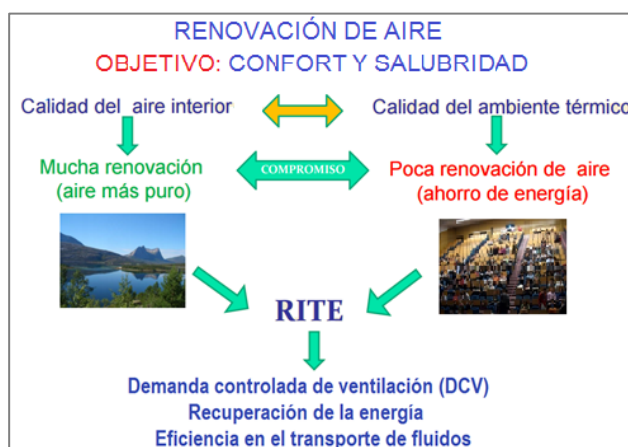 RENOVACIÓN DE AIRE
OBJETIVO: CONFORT Y SALUBRIDAD
Calidad del aire interior
Calidad del ambiente térmico
Mucha renovación
(aire más puro)
COMPROMISO
Poca renovación de aire
(ahorro de energía)
RITE
Demanda controlada de ventilación (DCV)
Recuperación de la energía
Eficiencia en el transporte de fluidos